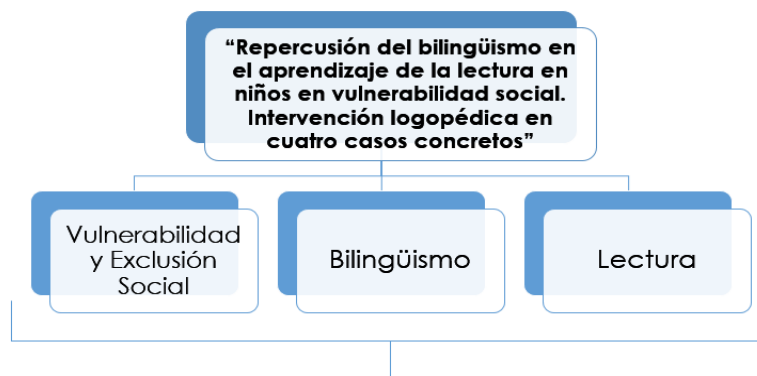 “Repercusión del bilingüismo en
el aprendizaje de la lectura en
niños en vulnerabilidad social.
Intervención logopédica en
cuatro casos concretos”
Vulnerabilidad
y Exclusión
Social
Bilingüismo
Lectura